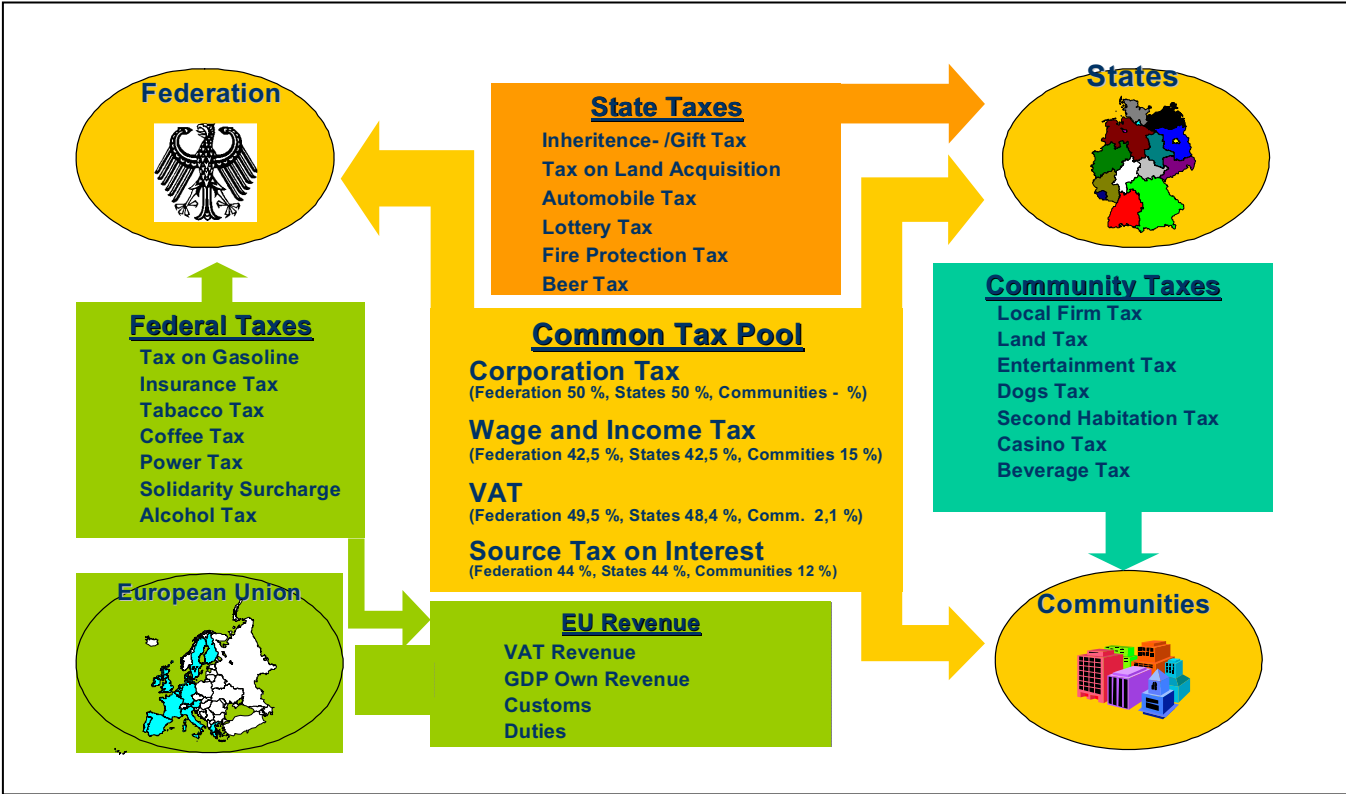 Federation
State Taxes
Inheritence- /Gift Tax
Tax on Land Acquisition
Automobile Tax
Lottery Tax
Fire Protection Tax
Beer Tax
States
Federal Taxes
Tax on Gasoline
Insurance Tax
Tabacco Tax
Coffee Tax
Power Tax
Solidarity Surcharge
Alcohol Tax
Common Tax Pool
Corporation Tax
(Federation 50 %, States 50 %, Communities - %)
Wage and Income Tax
(Federation 42,5 %, States 42,5 %, Commities 15 %)
VAT
(Federation 49,5 %, States 48,4 %, Comm. 2,1 %)
Source Tax on Interest
(Federation 44 %, States 44 %, Communities 12 %)
Community Taxes
Local Firm Tax
Land Tax
Entertainment Tax
Dogs Tax
Second Habitation Tax
Casino Tax
Beverage Tax
European Union
EU Revenue
VAT Revenue
GDP Own Revenue
Customs
Duties
Communities